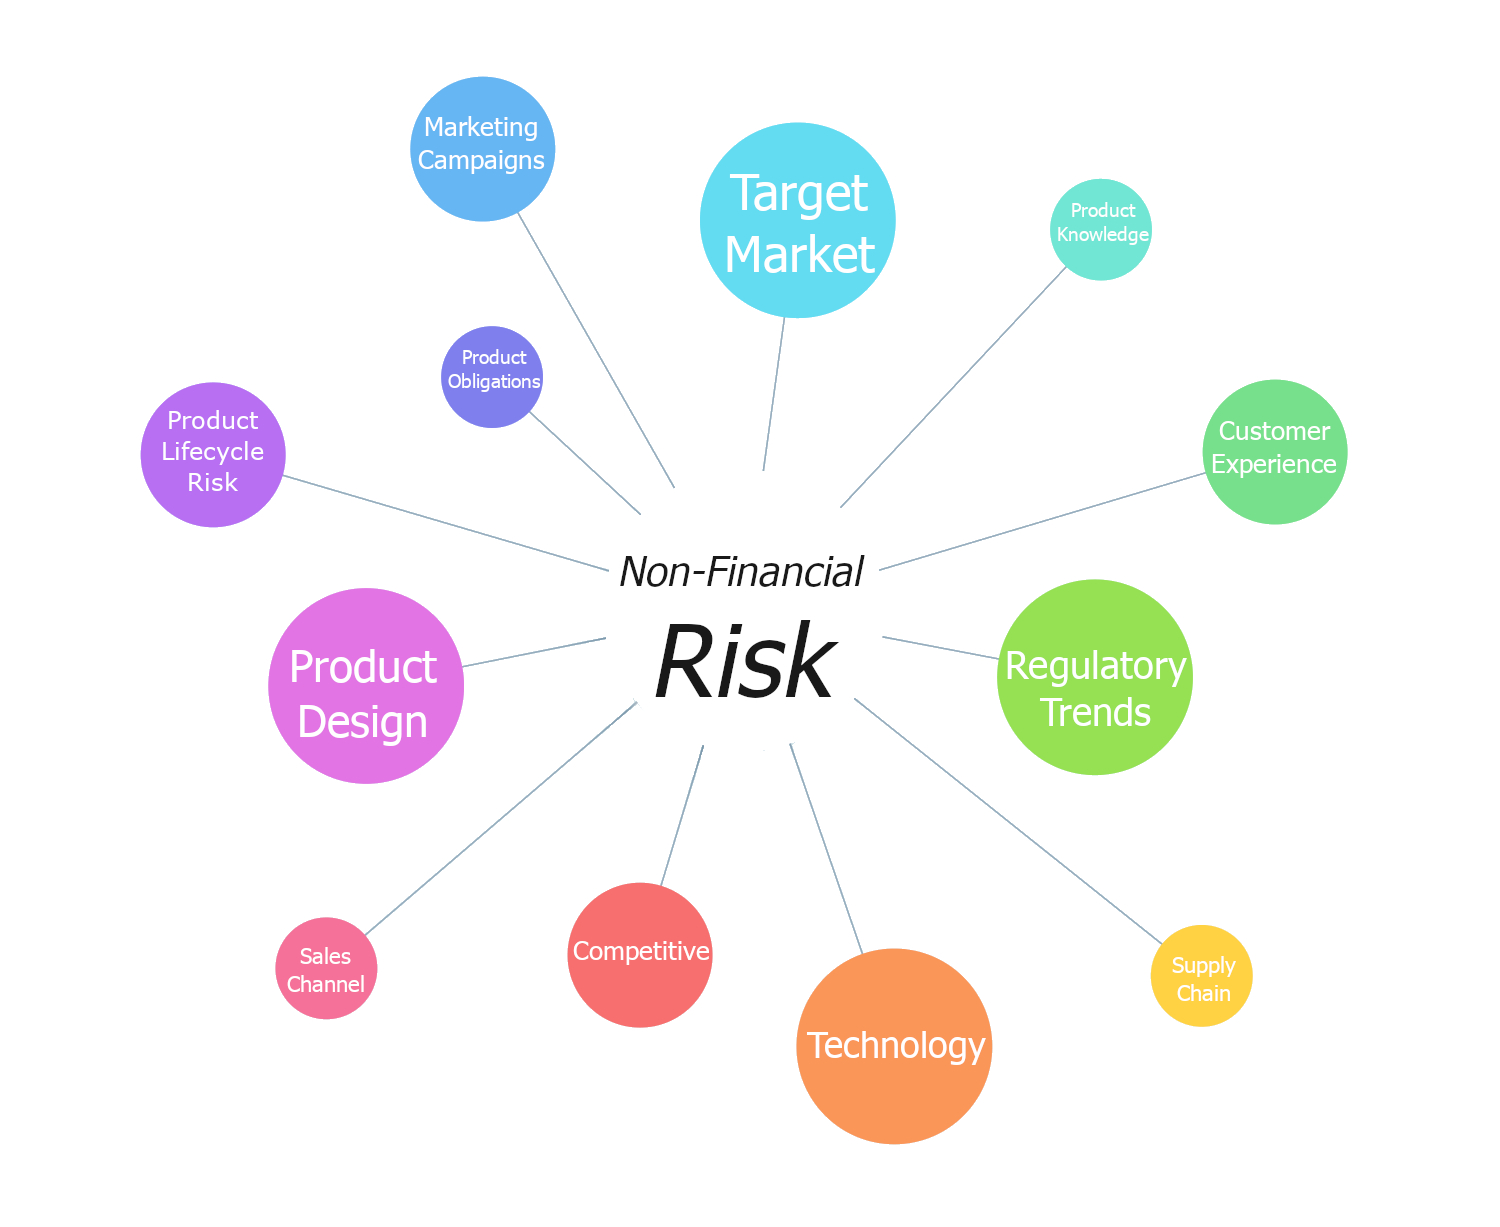 Marketing
Campaigns
Target
Market
Product
Knowledge
Product
Obligations
Product
Lifecycle
Risk
Customer
Experience
Non-Financial
Risk
Product
Design
Regulatory
Trends
Sales
Channel
Competitive
Technology
Supply
Chain